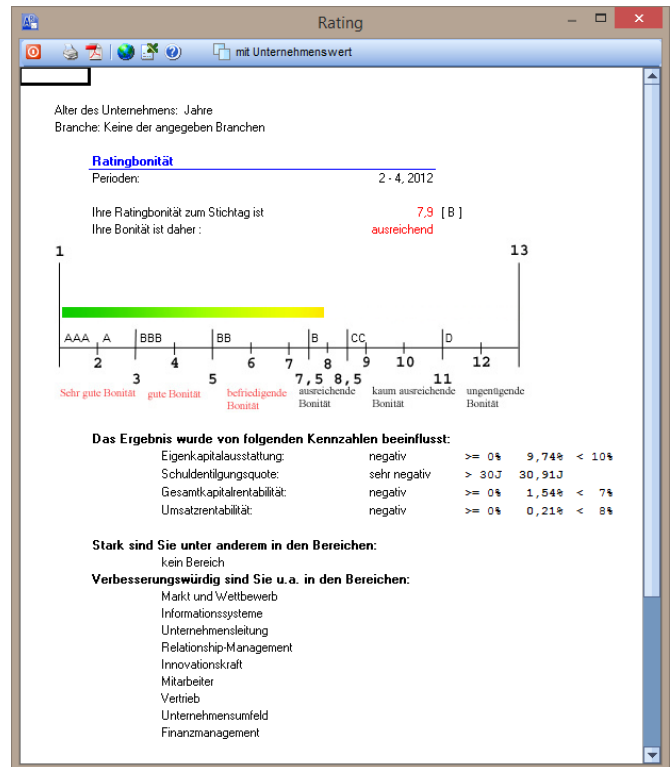 Rating
mit Unternehmenswert
Alter des Unternehmens: Jahre
Branche: Keine der angegeben Branchen
Ratingbonität
Perioden: 2 - 4, 2012
Ihre Ratingbonität zum Stichtag ist 7,9 [ B ]
Ihre Bonität ist daher : ausreichend
1 13
AAA A BBB BB B CC D
2 4 6 7 8 9 10 12
3 5 7,5 8,5 11
Sehr gute Bonität gute Bonität befriedigende Bonität ausreichende Bonität kaum ausreichende Bonität ungenügende Bonität
Das Ergebnis wurde von folgenden Kennzahlen beeinflusst:
Eigenkapitalausstattung: negativ >= 0% 9,74% < 10%
Schuldentilgungsquote: sehr negativ > 30J 30,91J
Gesamtkapitalrentabilität: negativ >= 0% 1,54% < 7%
Umsatzrentabilität: negativ >= 0% 0,21% < 8%
Stark sind Sie unter anderem in den Bereichen:
kein Bereich
Verbesserungswürdig sind Sie u.a. in den Bereichen:
Markt und Wettbewerb
Informationssysteme
Unternehmensleitung
Relationship-Management
Innovationskraft
Mitarbeiter
Vertrieb
Unternehmensumfeld
Finanzmanagement